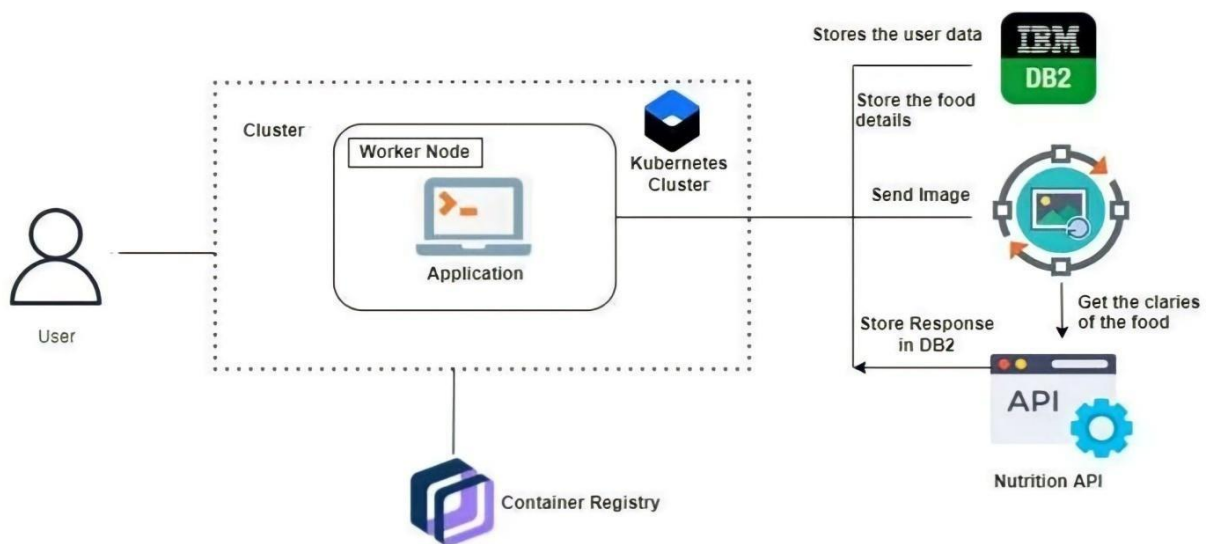 Stores the user data
IBM
DB2
Store the food
details
Cluster
Worker Node
Kubernetes
Cluster
Send Image
Application
User
Get the claries
of the food
Store Response
in DB2
API
Nutrition API
Container Registry